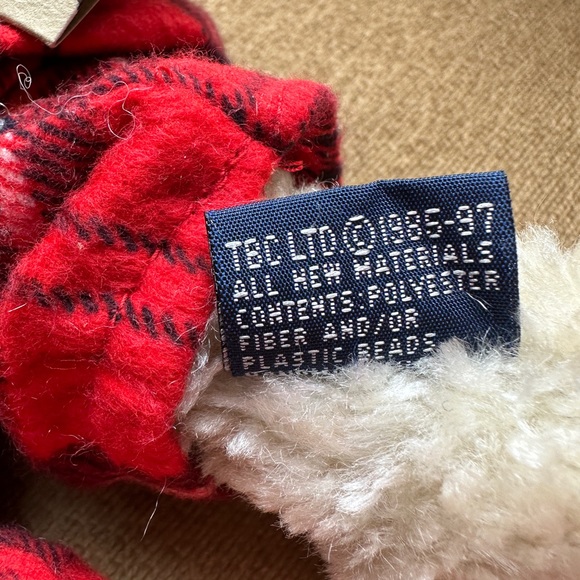 TBC LTD © 1985-97
ALL NEW MATERIALS
CONTENTS: POLYESTER
FIBER AND/OR
PLASTIC BEADS